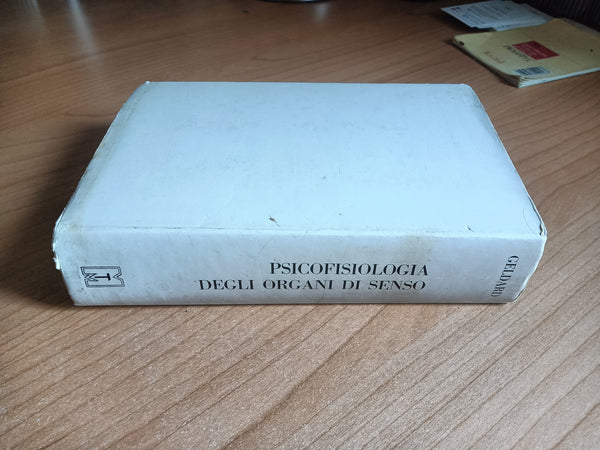 PSICOFISIOLOGIA
DEGLI ORGANI DI SENSO
GELDARD